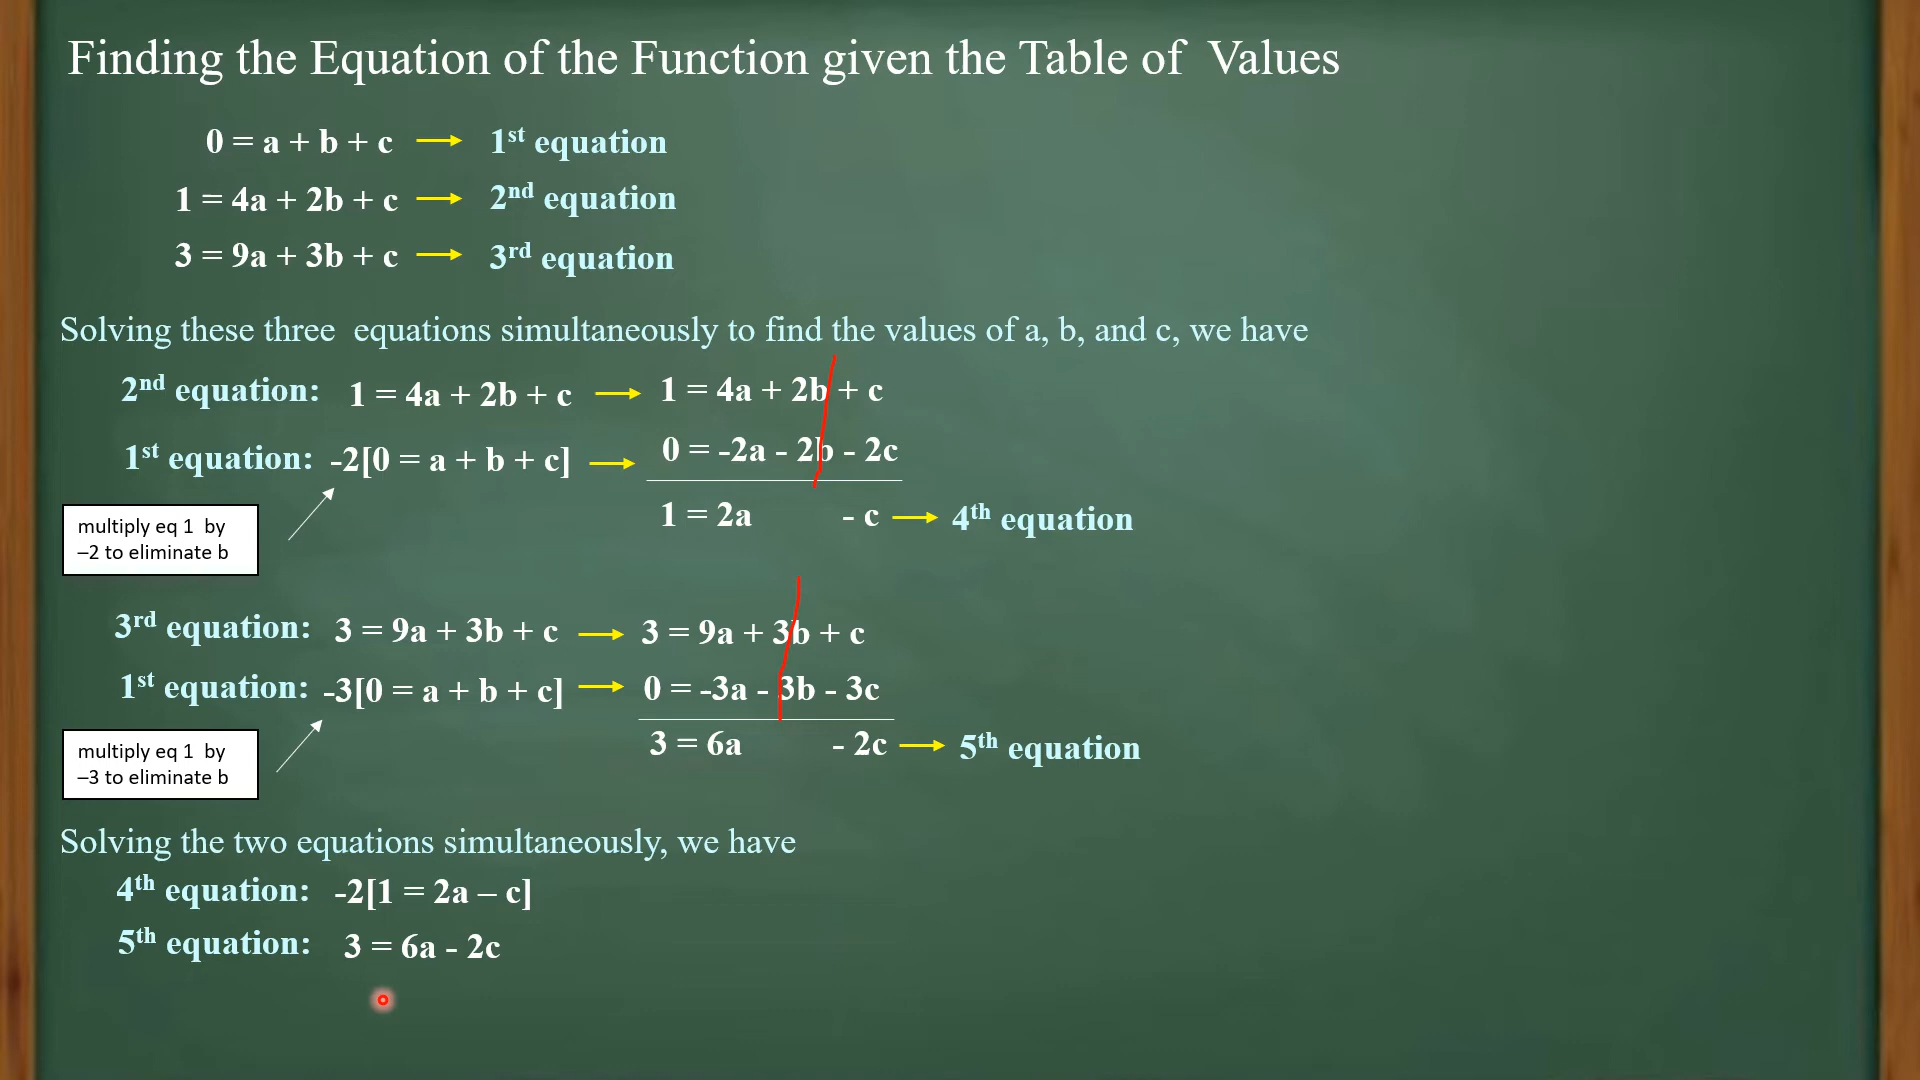 Finding the Equation of the Function given the Table of Values
0 = a + b + c 1st equation
1 = 4a + 2b + c 2nd equation
3 = 9a + 3b + c 3rd equation
Solving these three equations simultaneously to find the values of a, b, and c, we have
2nd equation: 1 = 4a + 2b + c 1 = 4a + 2b + c
1st equation: -2[0 = a + b + c] 0 = -2a - 2b - 2c
1 = 2a - c 4th equation
multiply eq 1 by
–2 to eliminate b
3rd equation: 3 = 9a + 3b + c 3 = 9a + 3b + c
1st equation: -3[0 = a + b + c] 0 = -3a - 3b - 3c
3 = 6a - 2c 5th equation
multiply eq 1 by
–3 to eliminate b
Solving the two equations simultaneously, we have
4th equation: -2[1 = 2a – c]
5th equation: 3 = 6a - 2c